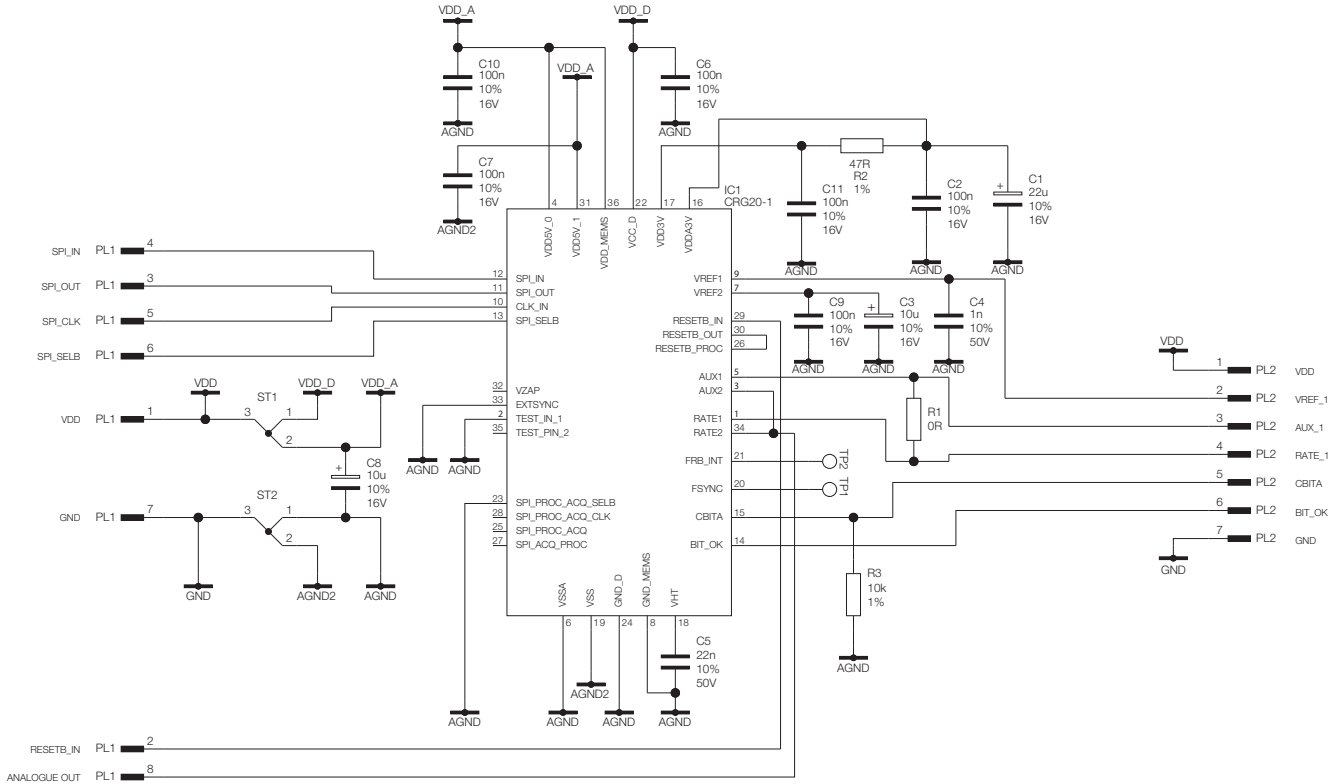 VDD_A
VDD_D
C10
100n
10%
16V
AGND
VDD_A
C6
100n
10%
16V
AGND
C7
100n
10%
16V
AGND2
47R
R2
1%
C11
100n
10%
16V
AGND
C2
100n
10%
16V
AGND
C1
+
22u
10%
16V
AGND
IC1
CRG20-1
4 VDD5V_0
31 VDD5V_1
36 VDD_MEMS
22 VCC_D
17 VDD3V
16 VDDA3V
SPI_IN PL1 4
SPI_OUT PL1 3
SPI_CLK PL1 5
SPI_SELB PL1 6
12 SPI_IN
11 SPI_OUT
10 CLK_IN
13 SPI_SELB
32 VZAP
33 EXTSYNC
2 TEST_IN_1
35 TEST_PIN_2
AGND
AGND
23 SPI_PROC_ACQ_SELB
28 SPI_PROC_ACQ_CLK
25 SPI_PROC_ACQ
27 SPI_ACQ_PROC
AGND
VREF1 9
VREF2 7
RESETB_IN 29
RESETB_OUT 30
RESETB_PROC 26
AUX1 5
AUX2 3
RATE1 1
RATE2 34
FRB_INT 21
FSYNC 20
CBITA 15
BIT_OK 14
TP2
TP1
C9
100n
10%
16V
AGND
C3
+
10u
10%
16V
AGND
C4
1n
10%
50V
AGND
R1
0R
R3
10k
1%
AGND
VDD
VDD_D
VDD_A
ST1
3
1
2
VDD PL1 1
C8
+
10u
10%
16V
ST2
3
1
2
GND PL1 7
GND
AGND2
AGND
VSSA 6
VSS 19
GND_D 24
GND_MEMS 8
VHT 18
AGND
AGND2
AGND
C5
22n
10%
50V
AGND
VDD
1 PL2 VDD
2 PL2 VREF_1
3 PL2 AUX_1
4 PL2 RATE_1
5 PL2 CBITA
6 PL2 BIT_OK
7 PL2 GND
GND
RESETB_IN PL1 2
ANALOGUE OUT PL1 8